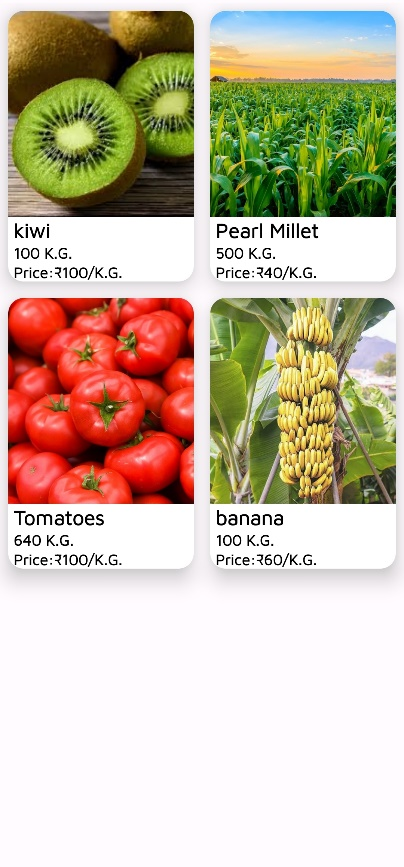 kiwi
100 K.G.
Price:₹100/K.G.
Pearl Millet
500 K.G.
Price:₹40/K.G.
Tomatoes
640 K.G.
Price:₹100/K.G.
banana
100 K.G.
Price:₹60/K.G.